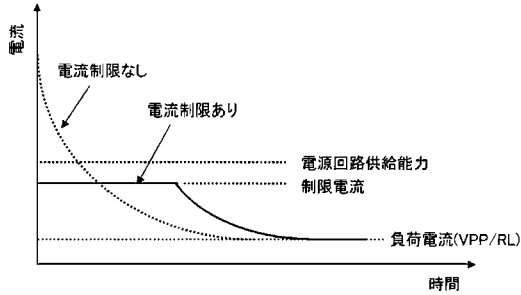 電流
電流制限なし
電流制限あり
電源回路供給能力
制限電流
負荷電流(VPP/RL)
時間